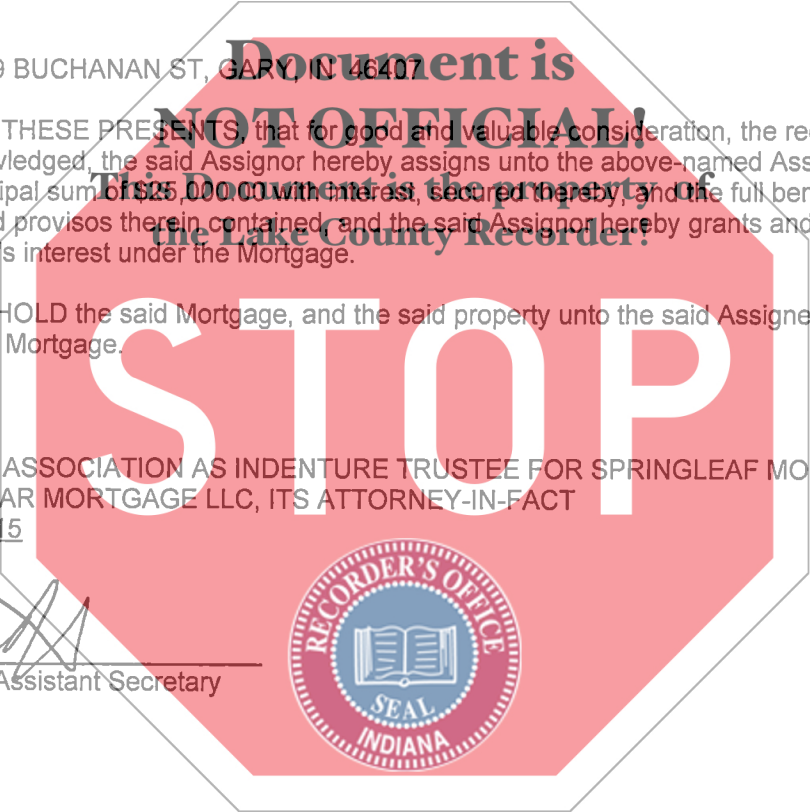 9 BUCHANAN ST, GARY, IN 46407
Document is
NOT OFFICIAL!
THESE PRESENTS, that for good and valuable consideration, the re
wledged, the said Assignor hereby assigns unto the above-named Ass
ipal sum of $25,000.00 with interest, secured thereby, and the full ben
This Document is the property of
d provisos therein contained, and the said Assignor hereby grants and
the Lake County Recorder!
's interest under the Mortgage.
HOLD the said Mortgage, and the said property unto the said Assigne
Mortgage.
STOP
ASSOCIATION AS INDENTURE TRUSTEE FOR SPRINGLEAF MO
AR MORTGAGE LLC, ITS ATTORNEY-IN-FACT
15
Assistant Secretary
RECORDER'S OFFICE
SEAL
INDIANA